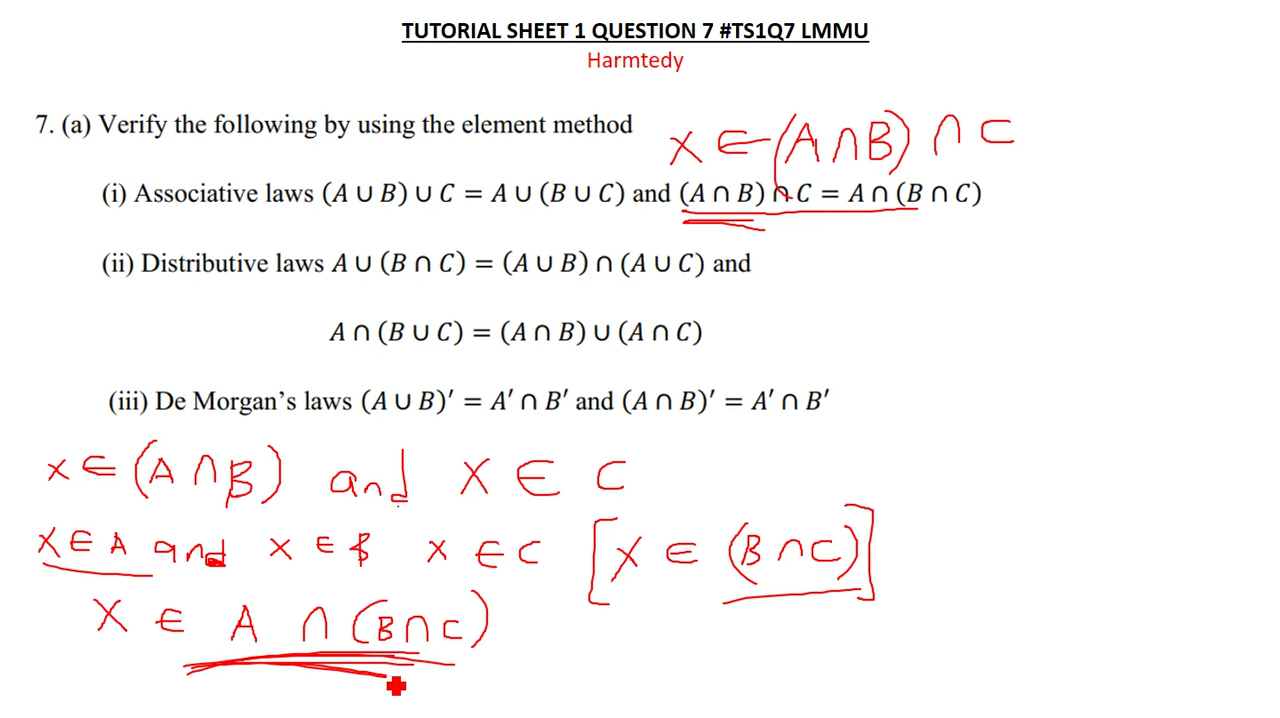 TUTORIAL SHEET 1 QUESTION 7 #TS1Q7 LMMU
Harmtedy
7. (a) Verify the following by using the element method
x ∈ (A ∩ B) ∩ C
(i) Associative laws (A ∪ B) ∪ C = A ∪ (B ∪ C) and (A ∩ B) ∩ C = A ∩ (B ∩ C)
(ii) Distributive laws A ∪ (B ∩ C) = (A ∪ B) ∩ (A ∪ C) and
A ∩ (B ∪ C) = (A ∩ B) ∪ (A ∩ C)
(iii) De Morgan’s laws (A ∪ B)′ = A′ ∩ B′ and (A ∩ B)′ = A′ ∩ B′
x ∈ (A ∩ B) and x ∈ C
x ∈ A and x ∈ B x ∈ C [x ∈ (B ∩ C)]
x ∈ A ∩ (B ∩ C)